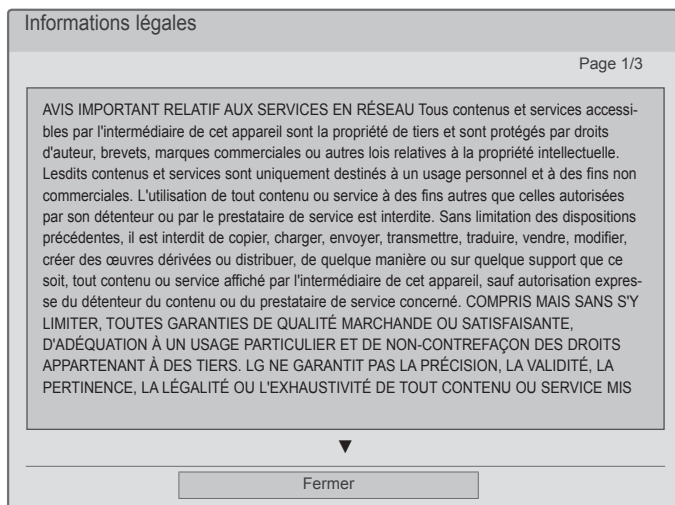 Informations légales
Page 1/3
AVIS IMPORTANT RELATIF AUX SERVICES EN RÉSEAU Tous contenus et services accessi-
bles par l'intermédiaire de cet appareil sont la propriété de tiers et sont protégés par droits
d'auteur, brevets, marques commerciales ou autres lois relatives à la propriété intellectuelle.
Lesdits contenus et services sont uniquement destinés à un usage personnel et à des fins non
commerciales. L'utilisation de tout contenu ou service à des fins autres que celles autorisées
par son détenteur ou par le prestataire de service est interdite. Sans limitation des dispositions
précédentes, il est interdit de copier, charger, envoyer, transmettre, traduire, vendre, modifier,
créer des œuvres dérivées ou distribuer, de quelque manière ou sur quelque support que ce
soit, tout contenu ou service affiché par l'intermédiaire de cet appareil, sauf autorisation expres-
se du détenteur du contenu ou du prestataire de service concerné. COMPRIS MAIS SANS S'Y
LIMITER, TOUTES GARANTIES DE QUALITÉ MARCHANDE OU SATISFAISANTE,
D'ADÉQUATION À UN USAGE PARTICULIER ET DE NON-CONTREFAÇON DES DROITS
APPARTENANT À DES TIERS. LG NE GARANTIT PAS LA PRÉCISION, LA VALIDITÉ, LA
PERTINENCE, LA LÉGALITÉ OU L'EXHAUSTIVITÉ DE TOUT CONTENU OU SERVICE MIS
▼
Fermer